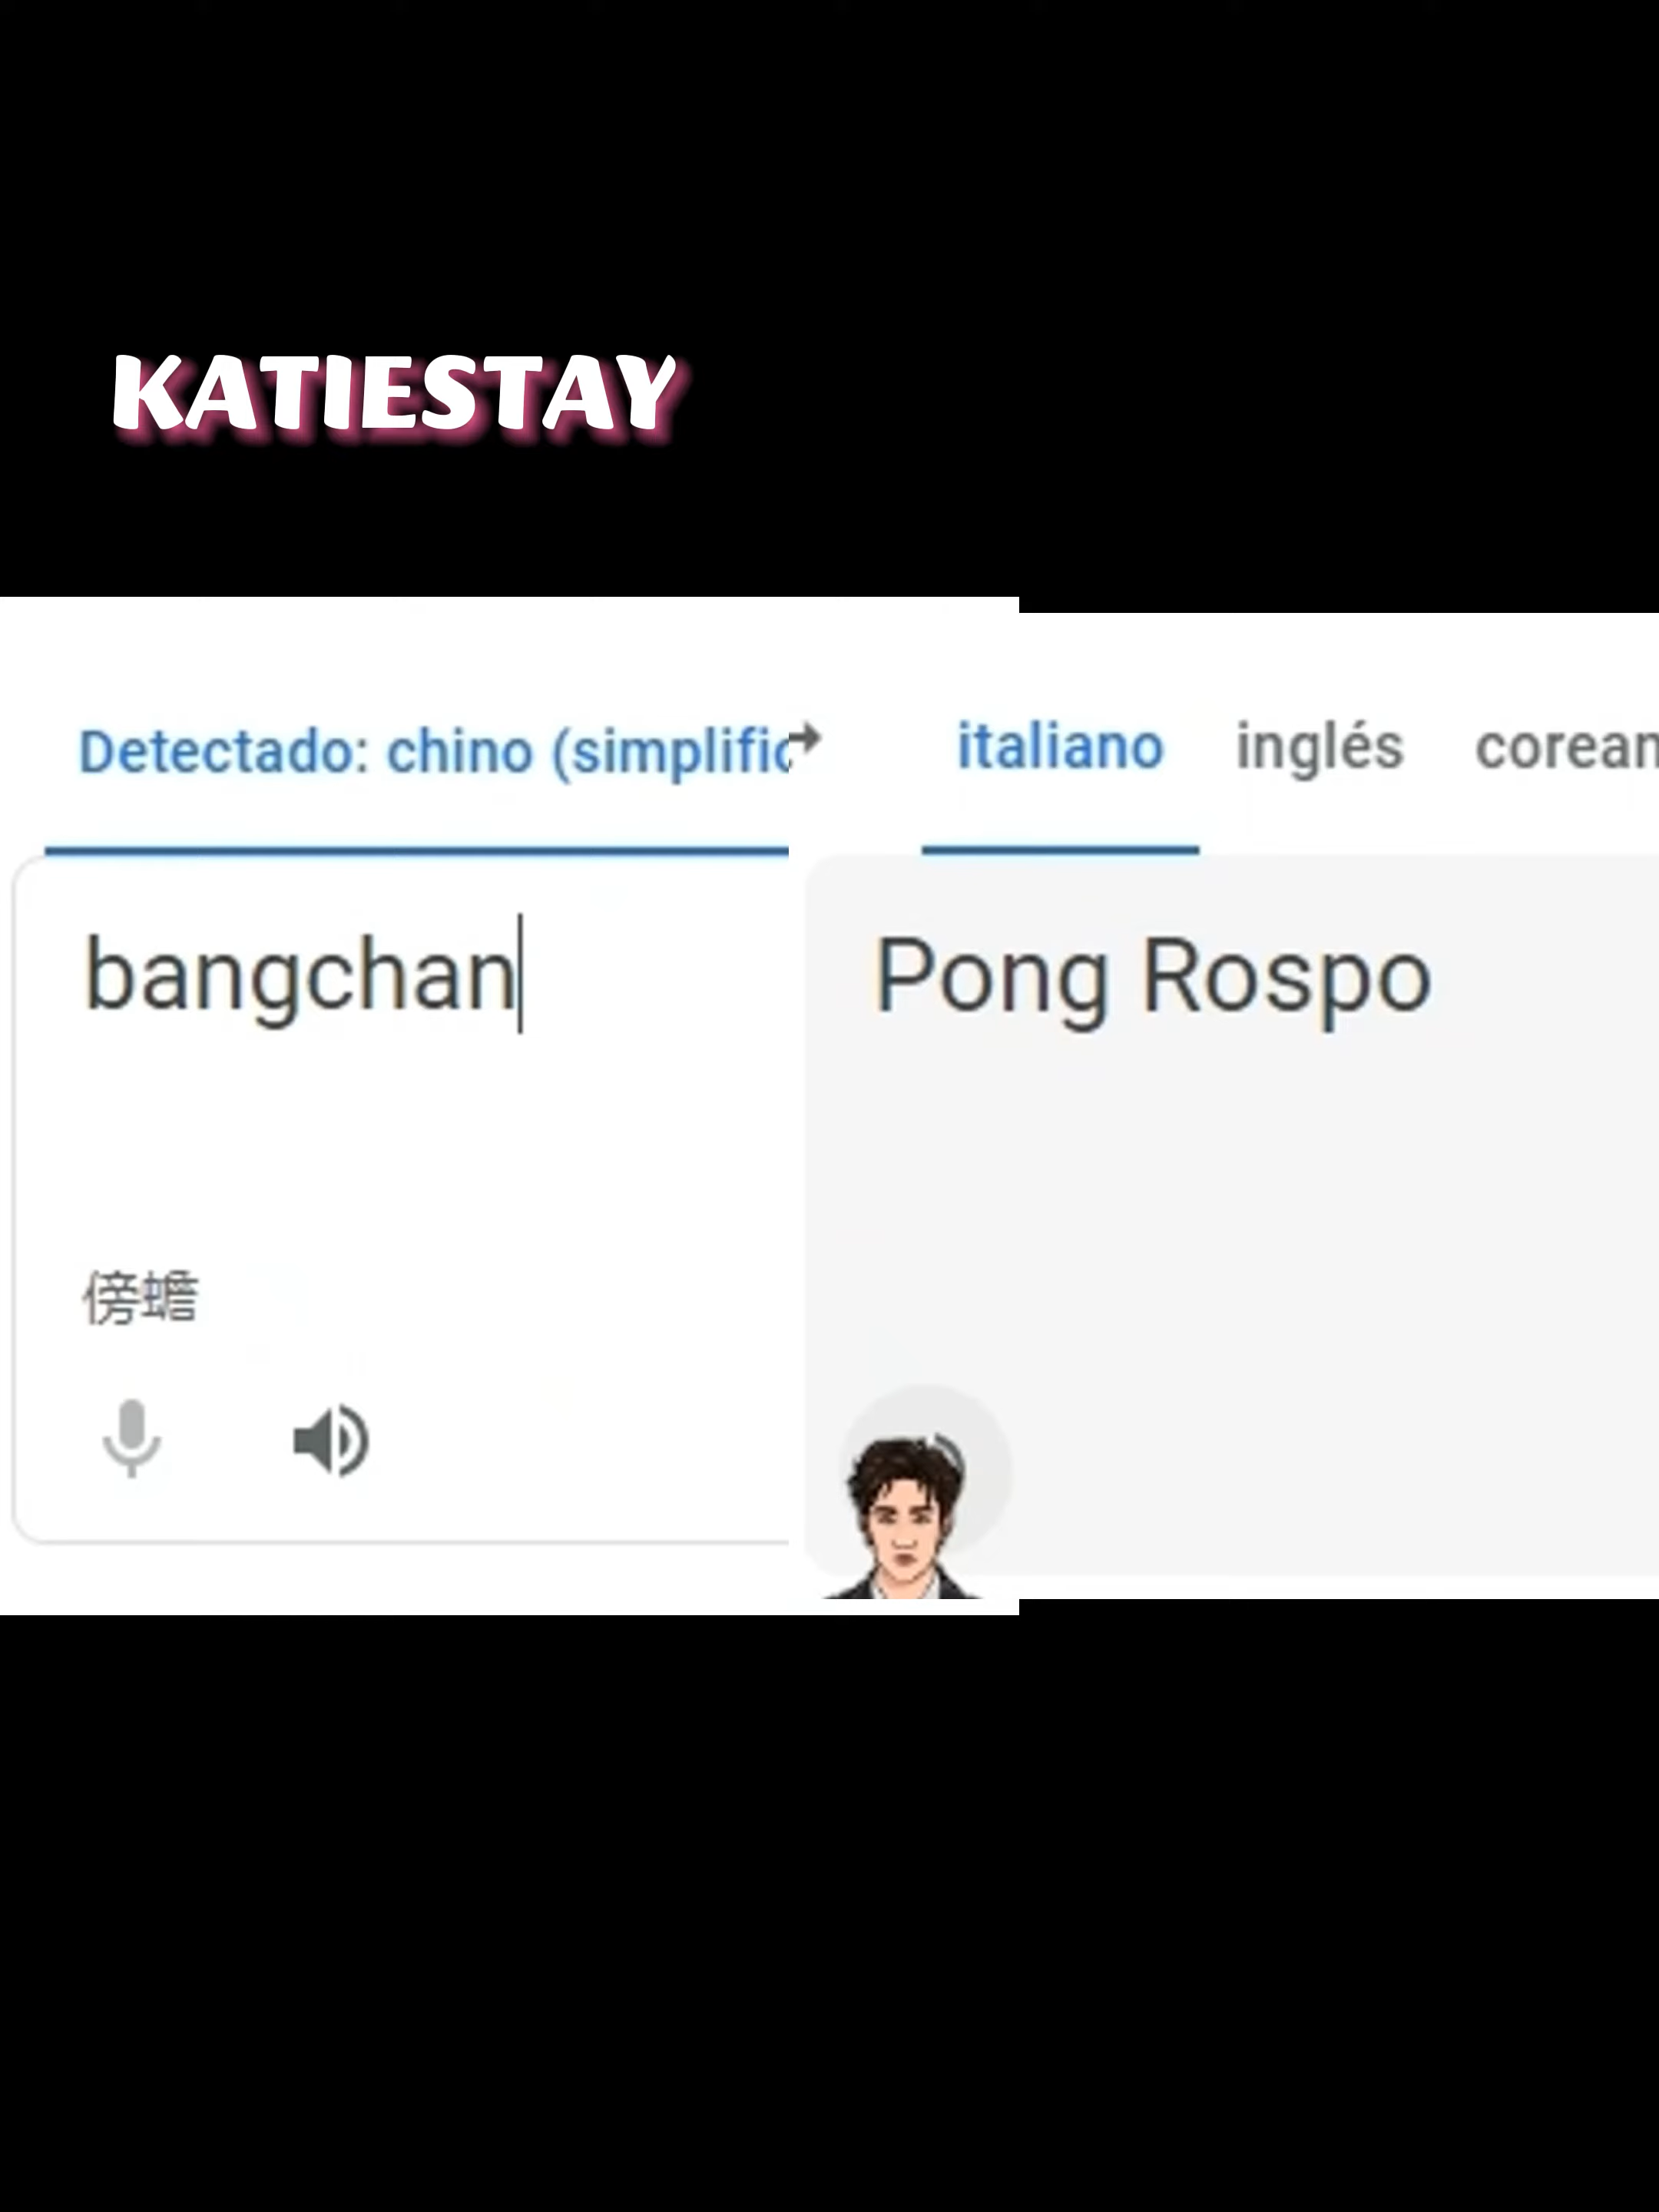 KATIESTAY
Detectado: chino (simplific
italiano inglés corean
bangchan
Pong Rospo
傍蟾